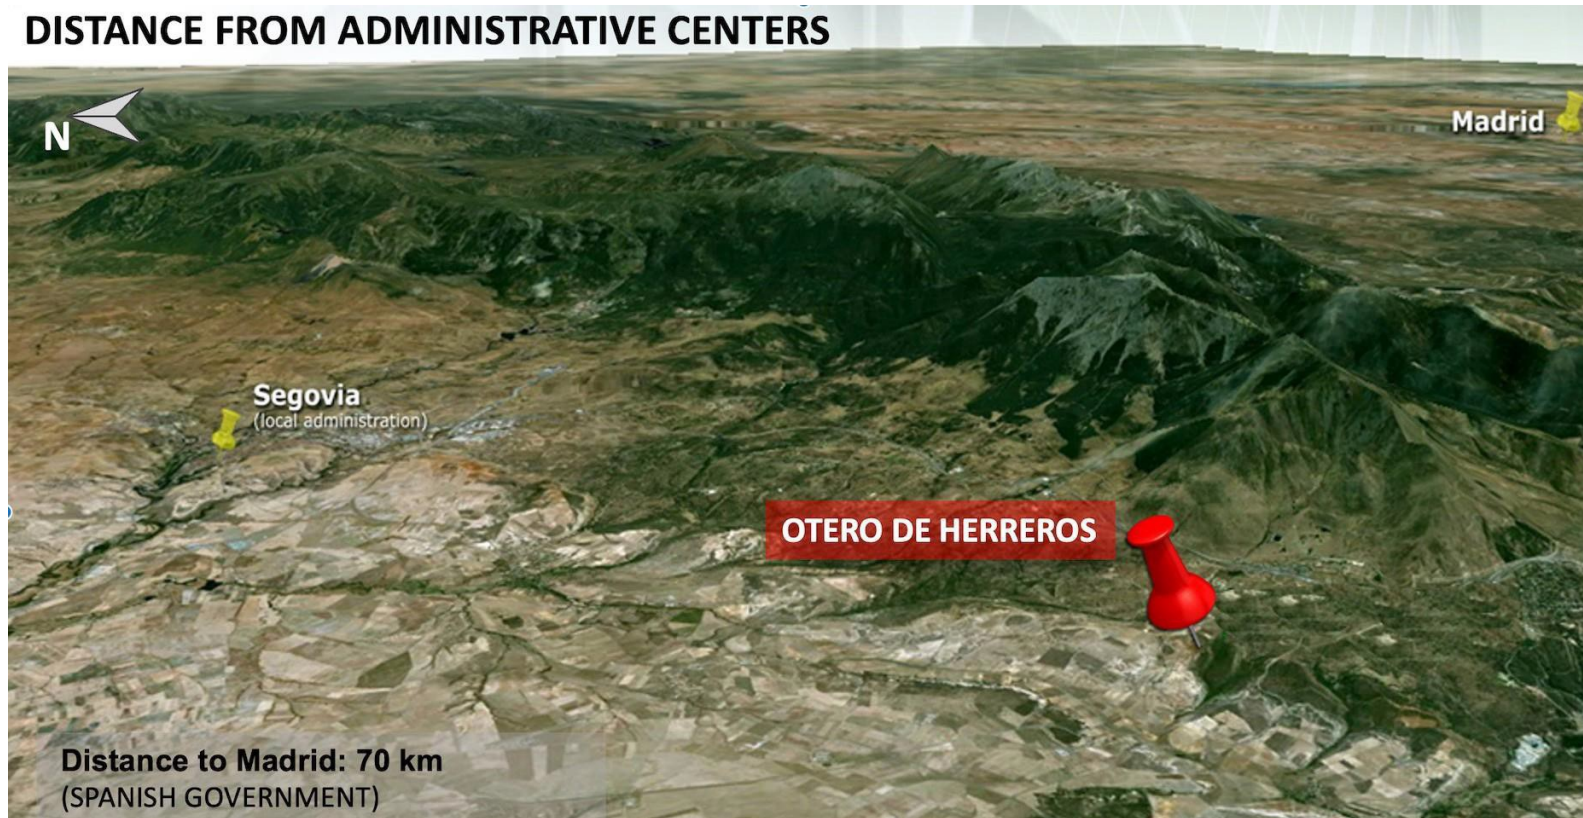 DISTANCE FROM ADMINISTRATIVE CENTERS
N
Madrid
Segovia
(local administration)
OTERO DE HERREROS
Distance to Madrid: 70 km
(SPANISH GOVERNMENT)